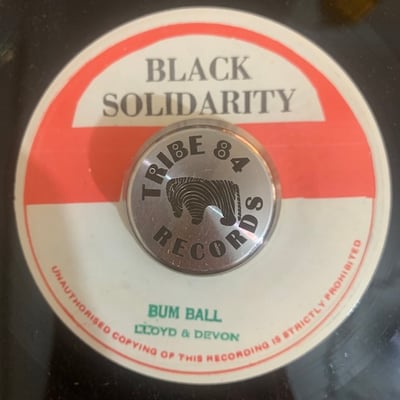 BLACK
SOLIDARITY
TRIBE 84
RECORDS
BUM BALL
LLOYD & DEVON
UNAUTHORISED COPYING OF THIS RECORDING IS STRICTLY PROHIBITED